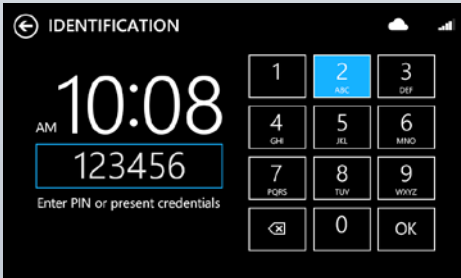 IDENTIFICATION
AM 10:08
123456
Enter PIN or present credentials
1 2 3
ABC DEF
4 5 6
GHI JKL MNO
7 8 9
PQRS TUV WXYZ
0 OK